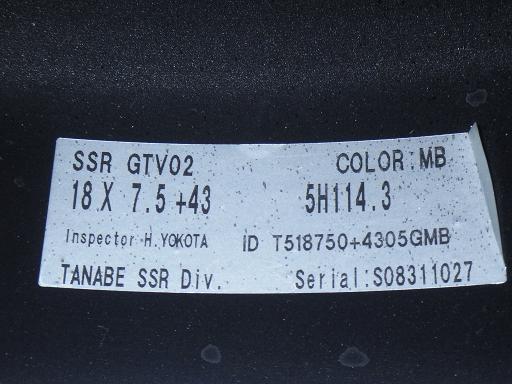 SSR GTV02 COLOR:MB
18 X 7.5 +43 5H114.3
Inspector H.YOKOTA ID T518750+4305GMB
TANABE SSR Div. Serial:S08311027